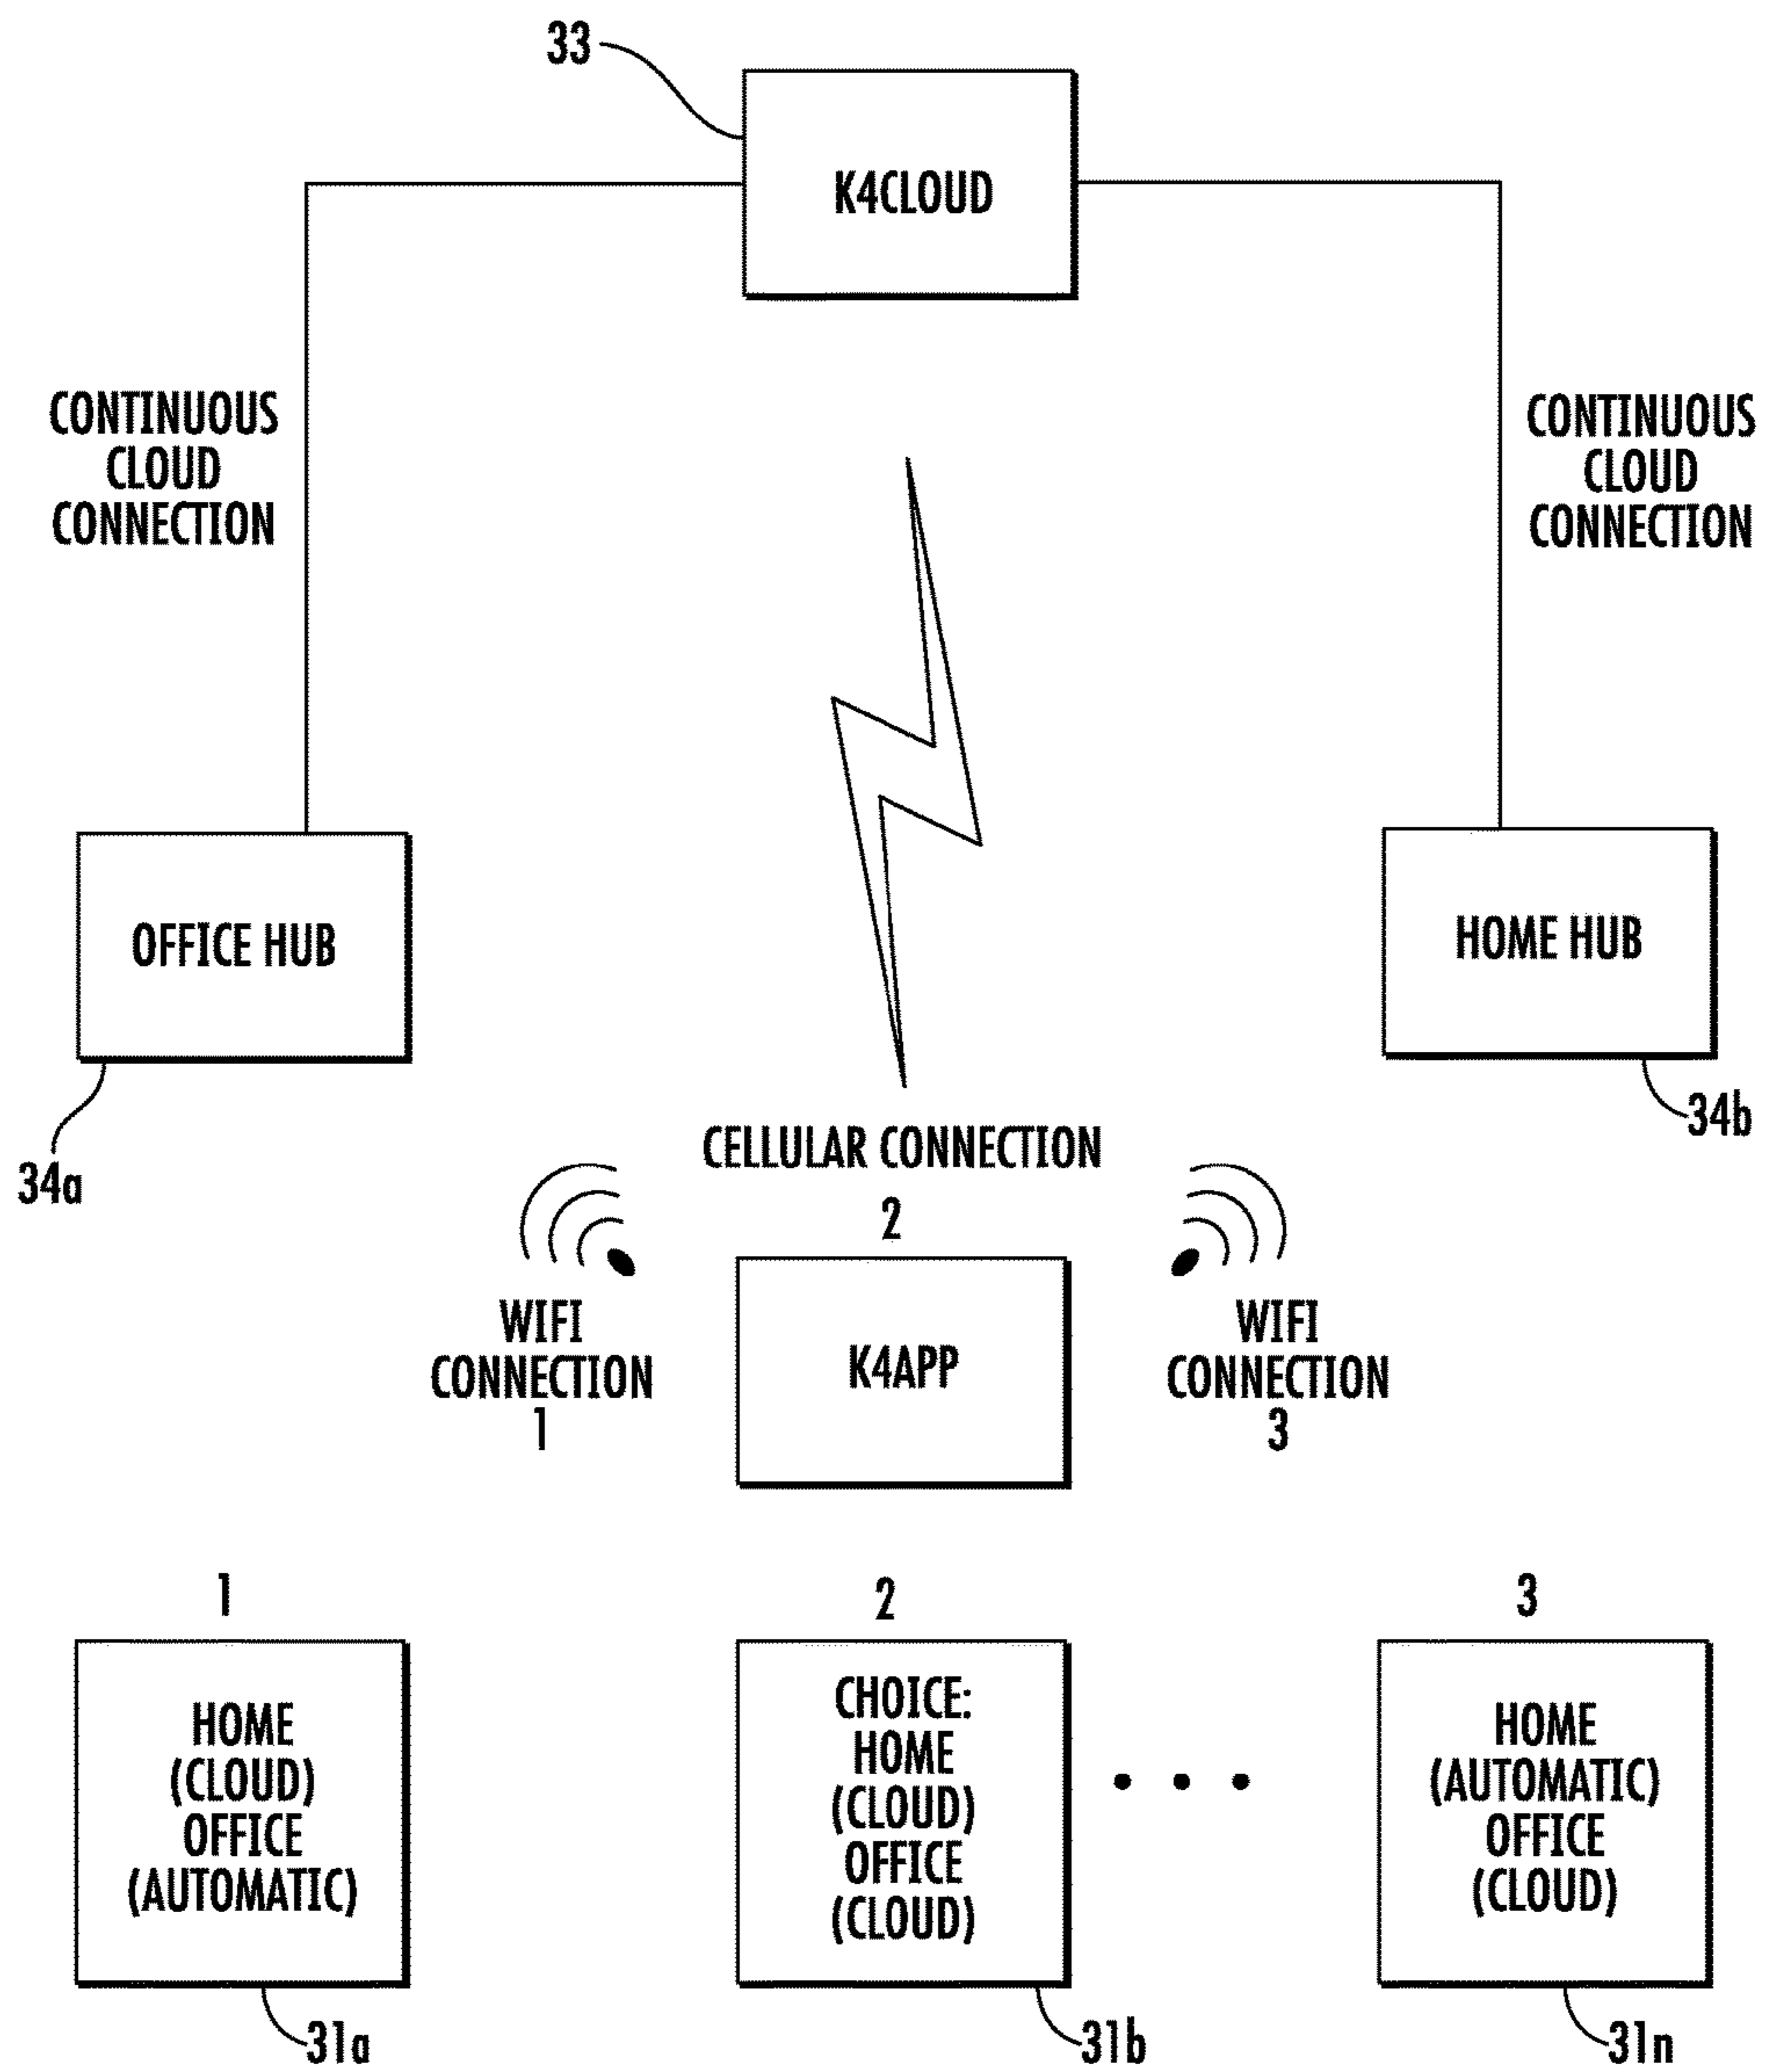 33
K4CLOUD
CONTINUOUS
CLOUD
CONNECTION
CONTINUOUS
CLOUD
CONNECTION
OFFICE HUB
HOME HUB
34a
34b
CELLULAR CONNECTION
2
WIFI
CONNECTION
1
K4APP
WIFI
CONNECTION
3
1
HOME
(CLOUD)
OFFICE
(AUTOMATIC)
31a
2
CHOICE:
HOME
(CLOUD)
OFFICE
(CLOUD)
31b
3
HOME
(AUTOMATIC)
OFFICE
(CLOUD)
31n